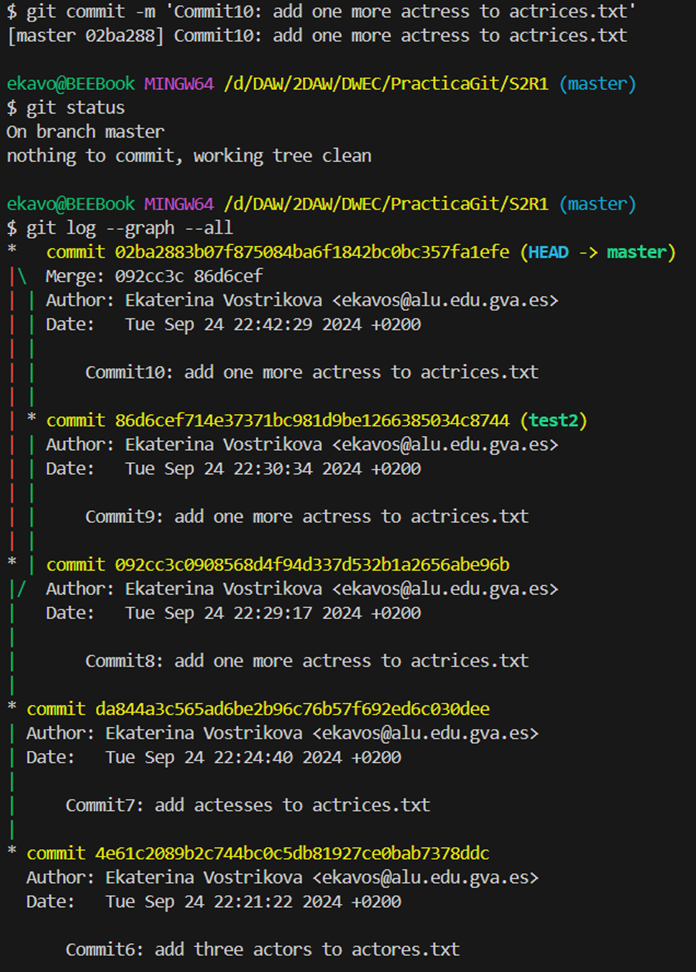 $ git commit -m 'Commit10: add one more actress to actrices.txt'
[master 02ba288] Commit10: add one more actress to actrices.txt

ekavo@BEEBook MINGW64 /d/DAW/2DAW/DWEC/PracticaGit/S2R1 (master)
$ git status
On branch master
nothing to commit, working tree clean

ekavo@BEEBook MINGW64 /d/DAW/2DAW/DWEC/PracticaGit/S2R1 (master)
$ git log --graph --all
*   commit 02ba2883b07f875084ba6f1842bc0bc357fa1efe (HEAD -> master)
|\  Merge: 092cc3c 86d6cef
| | Author: Ekaterina Vostrikova <ekavos@alu.edu.gva.es>
| | Date:   Tue Sep 24 22:42:29 2024 +0200
| |
| |     Commit10: add one more actress to actrices.txt
| |
| * commit 86d6cef714e37371bc981d9be1266385034c8744 (test2)
| | Author: Ekaterina Vostrikova <ekavos@alu.edu.gva.es>
| | Date:   Tue Sep 24 22:30:34 2024 +0200
| |
| |     Commit9: add one more actress to actrices.txt
| |
* | commit 092cc3c0908568d4f94d337d532b1a2656abe96b
|/  Author: Ekaterina Vostrikova <ekavos@alu.edu.gva.es>
|   Date:   Tue Sep 24 22:29:17 2024 +0200
|
|       Commit8: add one more actress to actrices.txt
|
* commit da844a3c565ad6be2b96c76b57f692ed6c030dee
| Author: Ekaterina Vostrikova <ekavos@alu.edu.gva.es>
| Date:   Tue Sep 24 22:24:40 2024 +0200
|
|     Commit7: add actesses to actrices.txt
|
* commit 4e61c2089b2c744bc0c5db81927ce0bab7378ddc
  Author: Ekaterina Vostrikova <ekavos@alu.edu.gva.es>
  Date:   Tue Sep 24 22:21:22 2024 +0200

      Commit6: add three actors to actores.txt